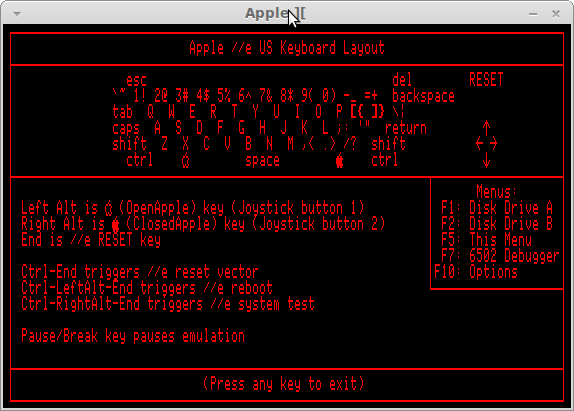 Apple ][
Apple //e US Keyboard Layout
esc del RESET
`~ 1! 2@ 3# 4$ 5% 6^ 7& 8* 9( 0) -_ =+ backspace
tab Q W E R T Y U I O P [{ ]} \|
caps A S D F G H J K L ;: '" return ↑
shift Z X C V B N M ,< .> /? shift ← →
ctrl space ctrl ↓
Left Alt is (OpenApple) key (Joystick button 1)
Right Alt is (ClosedApple) key (Joystick button 2)
End is //e RESET key
Ctrl-End triggers //e reset vector
Ctrl-LeftAlt-End triggers //e reboot
Ctrl-RightAlt-End triggers //e system test
Pause/Break key pauses emulation
Menus:
F1: Disk Drive A
F2: Disk Drive B
F5: This Menu
F7: 6502 Debugger
F10: Options
(Press any key to exit)